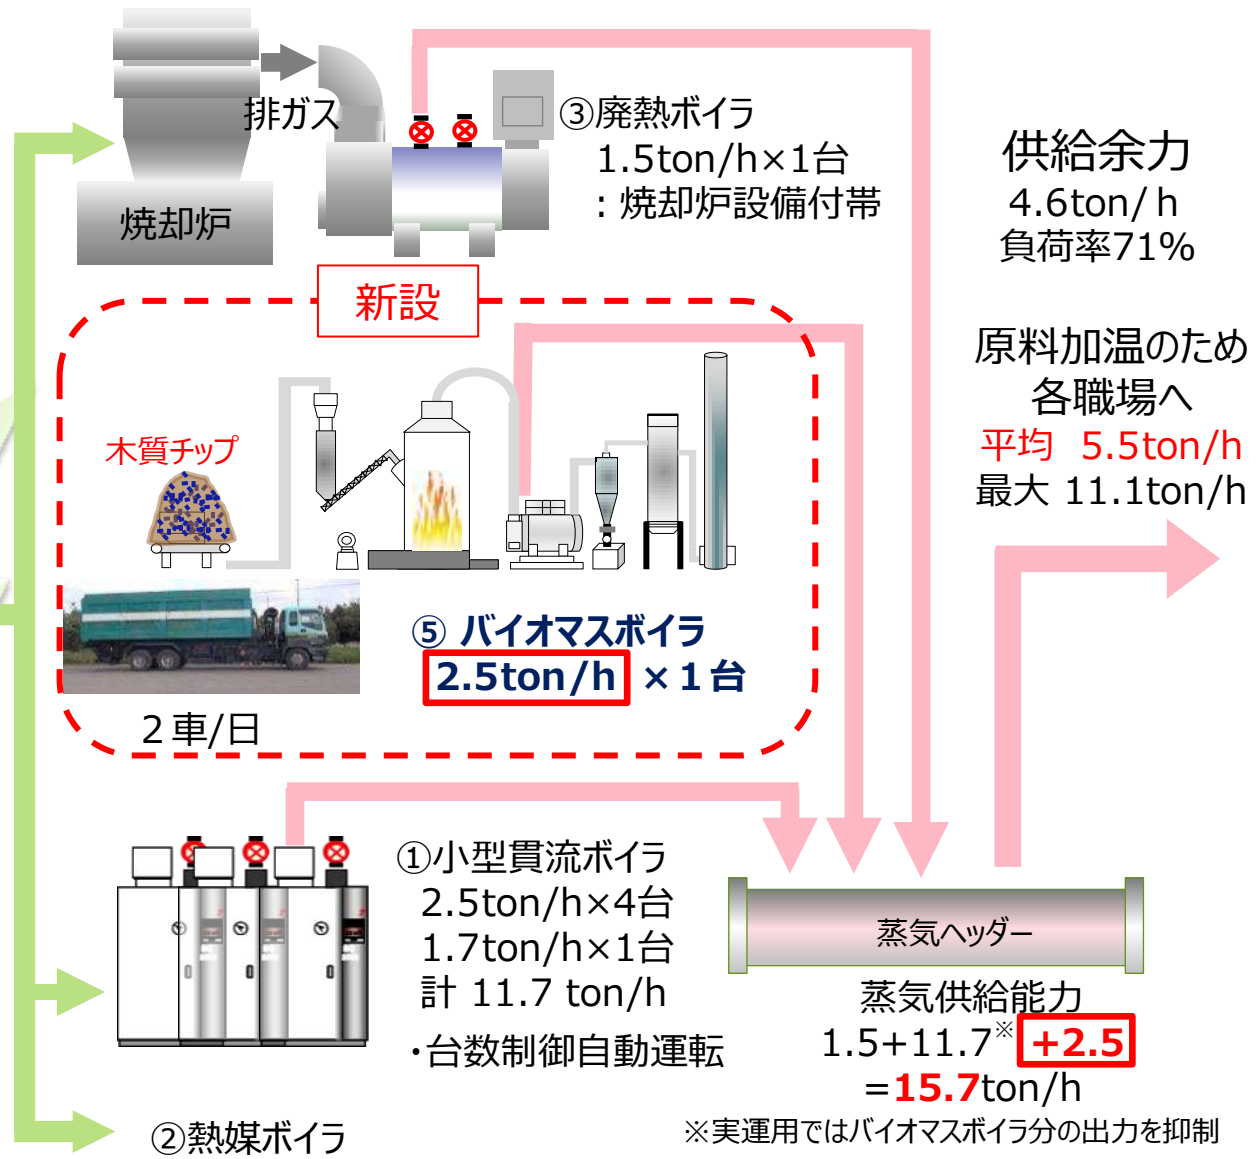 排ガス
焼却炉
③廃熱ボイラ
1.5ton/h×1台
：焼却炉設備付帯
供給余力
4.6ton/ｈ
負荷率71%
新設
原料加温のため
各職場へ
平均 5.5ton/h
最大 11.1ton/h
木質チップ
⑤ バイオマスボイラ
2.5ton/h ×１台
２車/日
①小型貫流ボイラ
2.5ton/h×4台
1.7ton/h×1台
計 11.7 ton/h
・台数制御自動運転
蒸気ヘッダー
蒸気供給能力
1.5+11.7※ +2.5
=15.7ton/h
※実運用ではバイオマスボイラ分の出力を抑制
②熱媒ボイラ